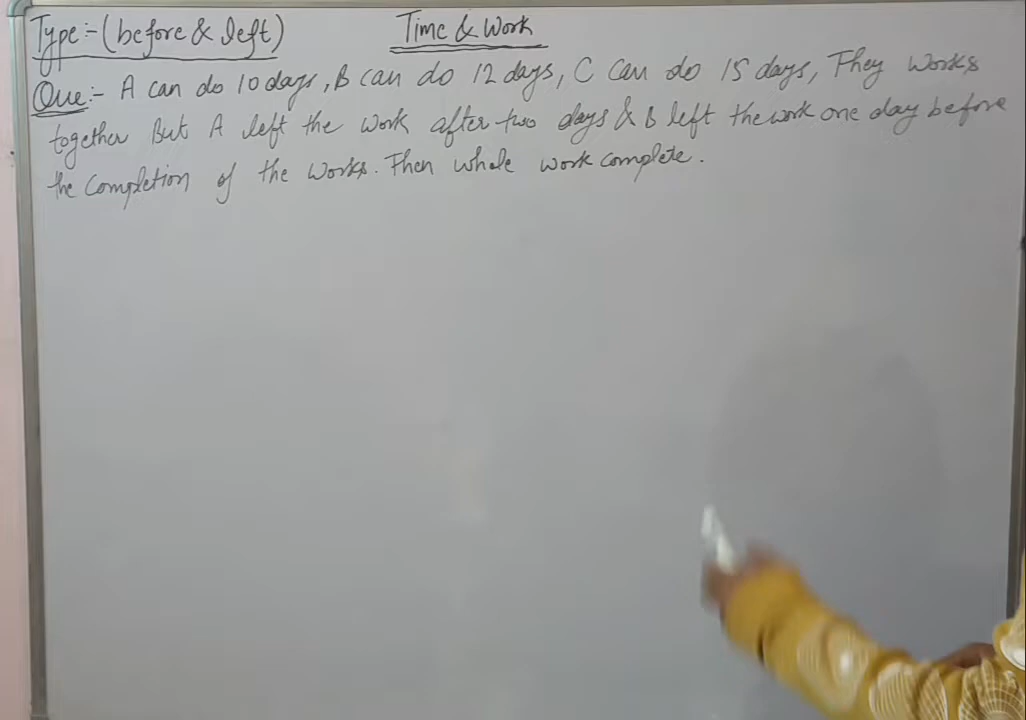 Type:-(before & left)
Time & Work
Que:- A can do 10 days, B can do 12 days, C can do 15 days, They works
together But A left the work after two days & B left the work one day before
the Completion of the works. Then whole work complete.